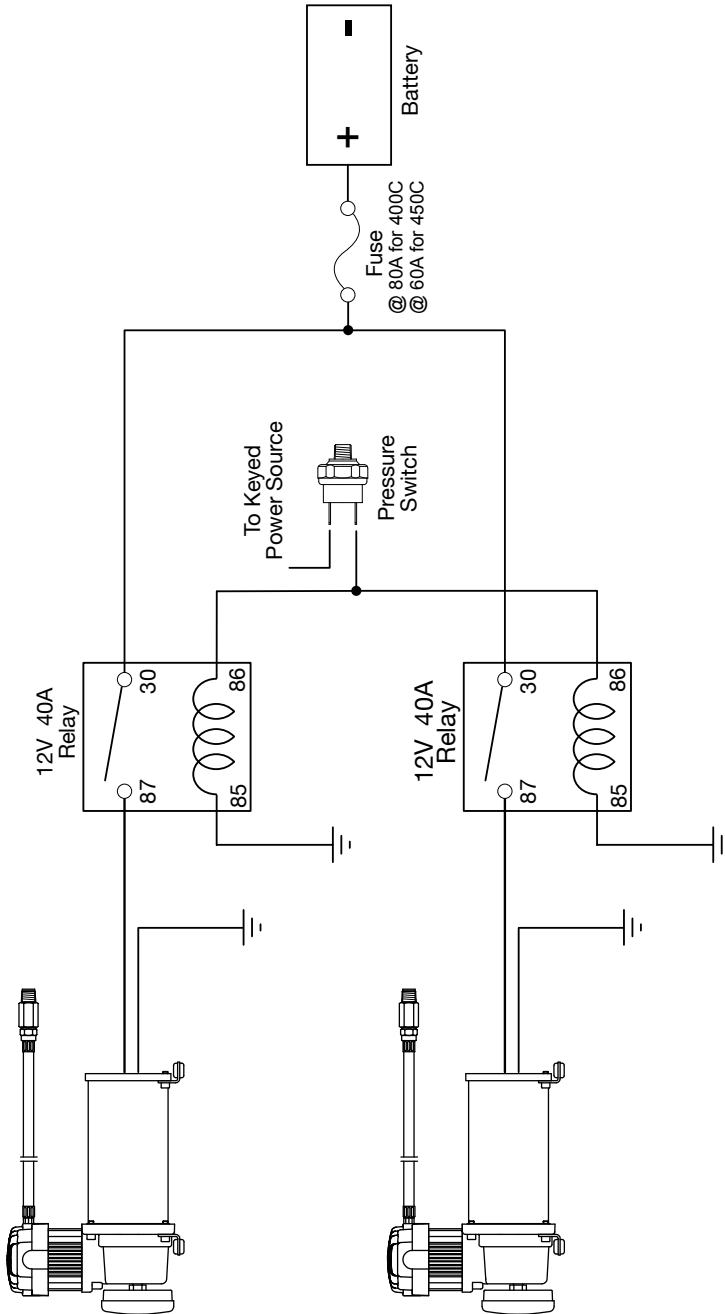 -
+
Battery
Fuse
@ 80A for 400C
@ 60A for 450C
To Keyed
Power Source
Pressure
Switch
12V 40A
Relay
30
87
86
85
12V 40A
Relay
30
87
86
85